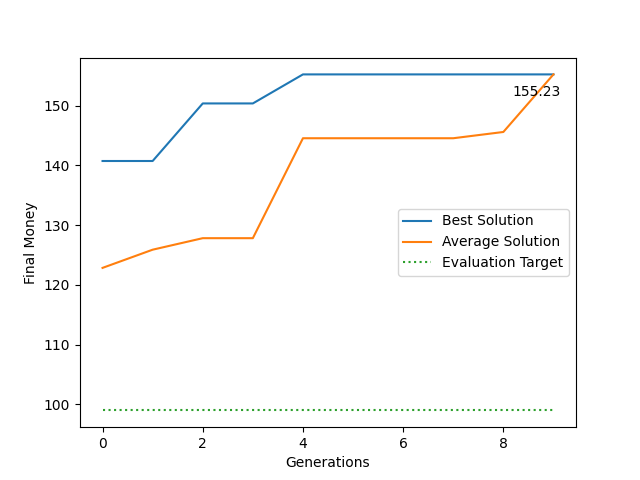 155.23
150
140
130
120
110
100
Final Money
Best Solution
Average Solution
Evaluation Target
0 2 4 6 8
Generations